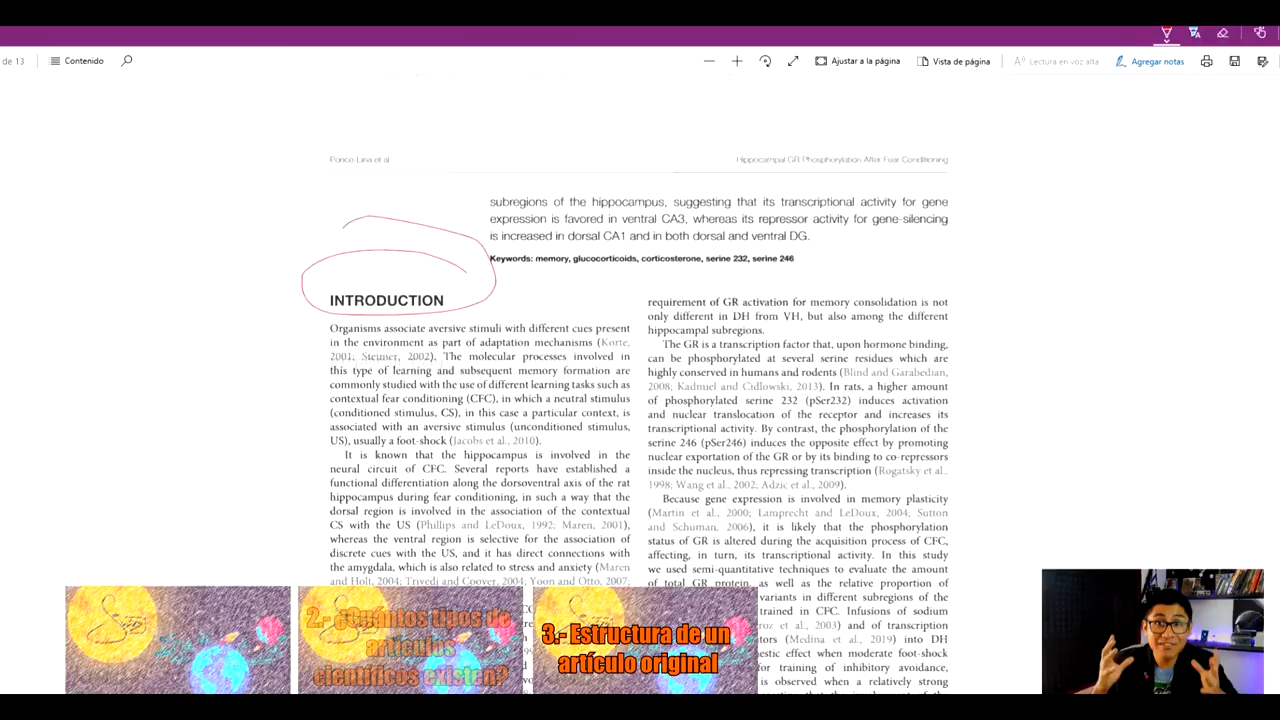 de 13
Contenido
Ajustar a la página
Vista de página
Lectura en voz alta
Agregar notas
Ponce-Lina et al.
Hippocampal GR Phosphorylation After Fear Conditioning
subregions of the hippocampus, suggesting that its transcriptional activity for gene
expression is favored in ventral CA3, whereas its repressor activity for gene-silencing
is increased in dorsal CA1 and in both dorsal and ventral DG.
Keywords: memory, glucocorticoids, corticosterone, serine 232, serine 246
INTRODUCTION
Organisms associate aversive stimuli with different cues present
in the environment as part of adaptation mechanisms (Korte,
2001; Steimer, 2002). The molecular processes involved in
this type of learning and subsequent memory formation are
commonly studied with the use of different learning tasks such as
contextual fear conditioning (CFC), in which a neutral stimulus
(conditioned stimulus, CS), in this case a particular context, is
associated with an aversive stimulus (unconditioned stimulus,
US), usually a foot-shock (Jacobs et al., 2010).
It is known that the hippocampus is involved in the
neural circuit of CFC. Several reports have established a
functional differentiation along the dorsoventral axis of the rat
hippocampus during fear conditioning, in such a way that the
dorsal region is involved in the association of the contextual
CS with the US (Phillips and LeDoux, 1992; Maren, 2001),
whereas the ventral region is selective for the association of
discrete cues with the US, and it has direct connections with
the amygdala, which is also related to stress and anxiety (Maren
and Holt, 2004; Trivedi and Coover, 2004; Yoon and Otto, 2007;
requirement of GR activation for memory consolidation is not
only different in DH from VH, but also among the different
hippocampal subregions.
The GR is a transcription factor that, upon hormone binding,
can be phosphorylated at several serine residues which are
highly conserved in humans and rodents (Blind and Garabedian,
2008; Kadmiel and Cidlowski, 2013). In rats, a higher amount
of phosphorylated serine 232 (pSer232) induces activation
and nuclear translocation of the receptor and increases its
transcriptional activity. By contrast, the phosphorylation of the
serine 246 (pSer246) induces the opposite effect by promoting
nuclear exportation of the GR or by its binding to co-repressors
inside the nucleus, thus repressing transcription (Rogatsky et al.,
1998; Wang et al., 2002; Adzic et al., 2009).
Because gene expression is involved in memory plasticity
(Martin et al., 2000; Lamprecht and LeDoux, 2004; Sutton
and Schuman, 2006), it is likely that the phosphorylation
status of GR is altered during the acquisition process of CFC,
affecting, in turn, its transcriptional activity. In this study
we used semi-quantitative techniques to evaluate the amount
of total GR protein, as well as the relative proportion of
variants in different subregions of the
trained in CFC. Infusions of sodium
roz et al., 2003) and of transcription
tors (Medina et al., 2019) into DH
nestic effect when moderate foot-shock
for training of inhibitory avoidance,
is observed when a relatively strong
2.- ¿Cuántos tipos de
artículos
científicos existen?
3.- Estructura de un
artículo original